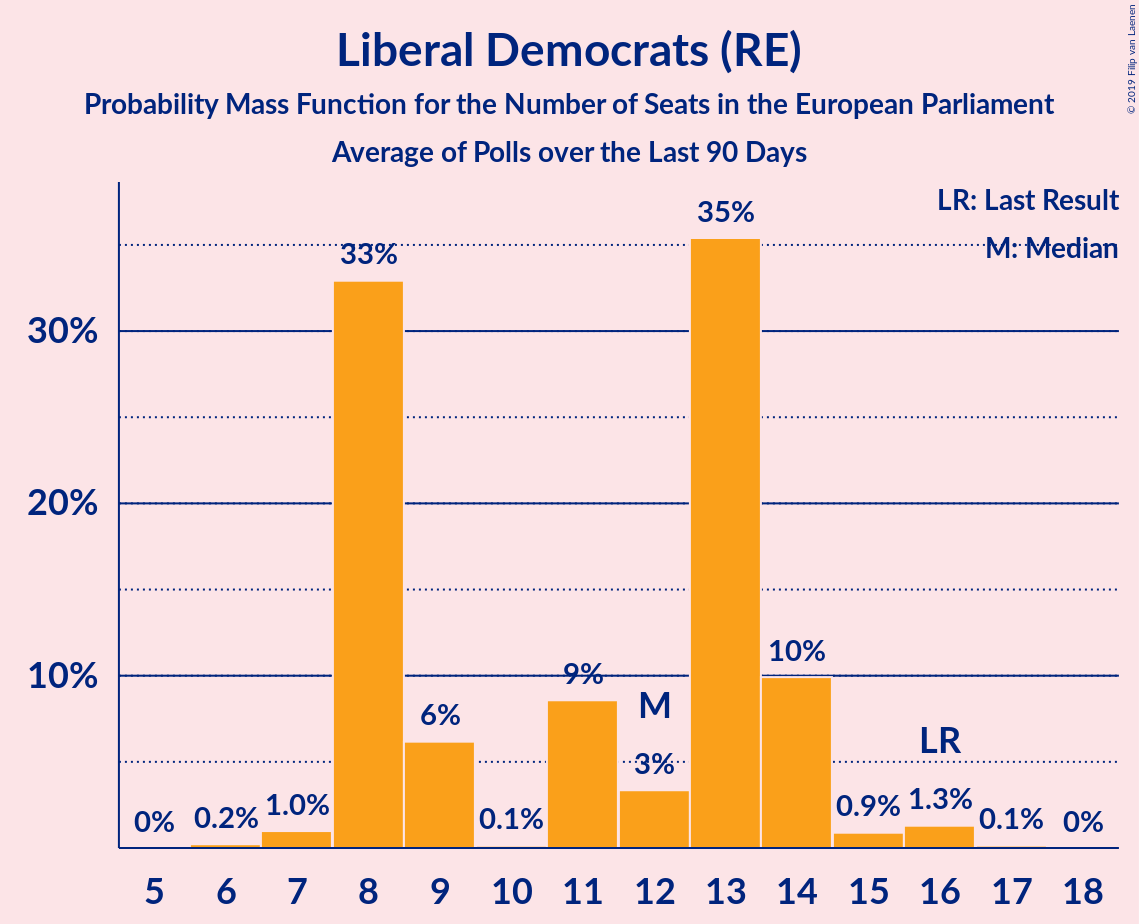 Liberal Democrats (RE)
Probability Mass Function for the Number of Seats in the European Parliament
Average of Polls over the Last 90 Days
© 2019 Filip van Laenen
LR: Last Result
M: Median
30%
20%
10%
0%
0.2%
1.0%
33%
6%
0.1%
9%
M
3%
35%
10%
0.9%
LR
1.3%
0.1%
0%
5 6 7 8 9 10 11 12 13 14 15 16 17 18